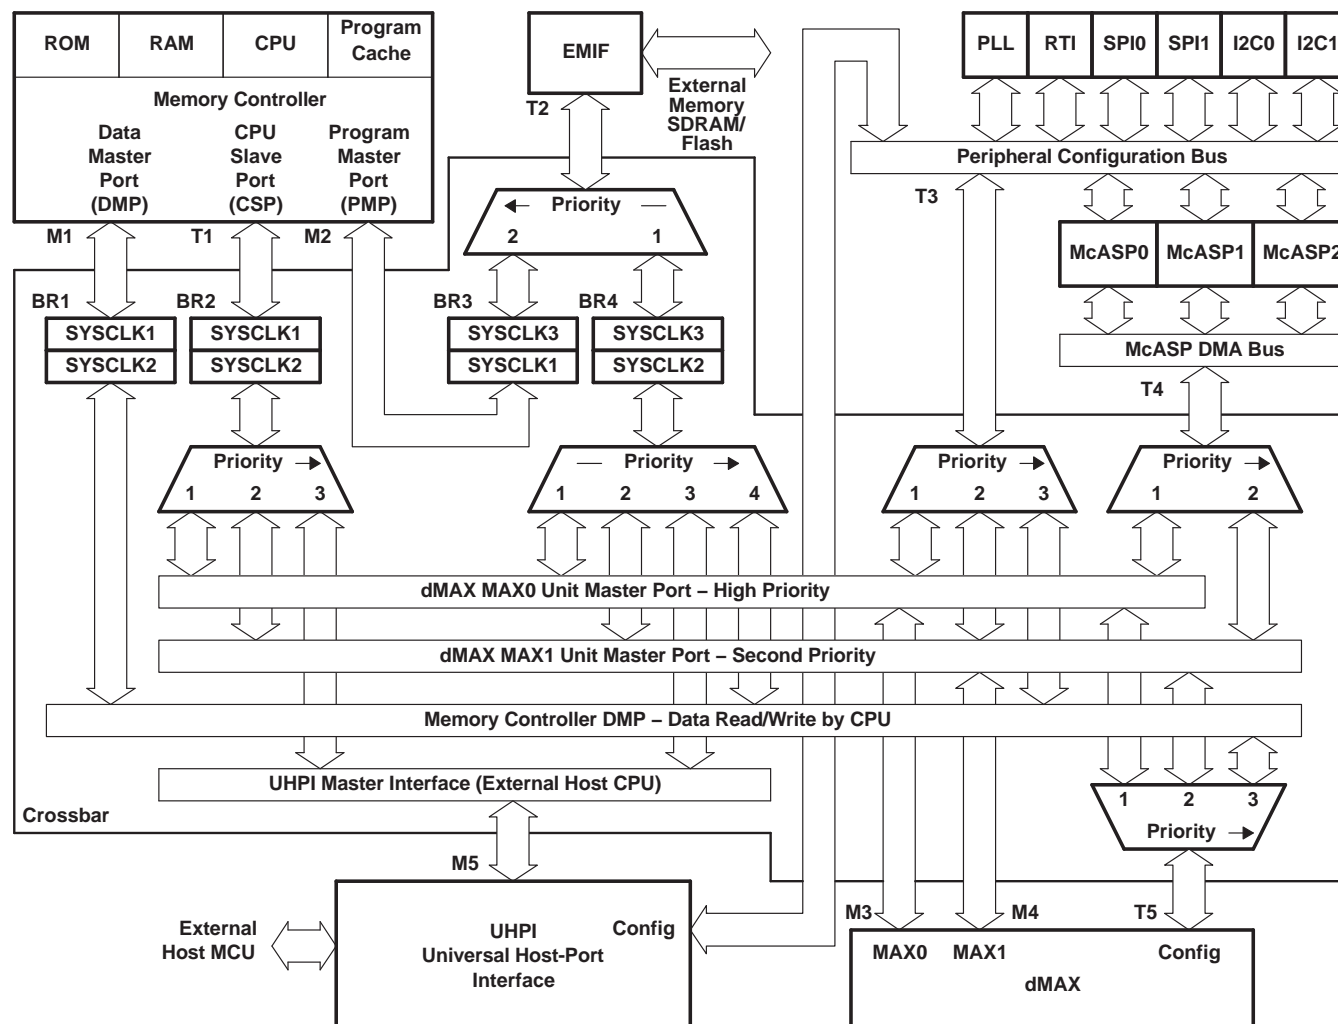 ROM
RAM
CPU
Program
Cache
Memory Controller
Data
Master
Port
(DMP)
CPU
Slave
Port
(CSP)
Program
Master
Port
(PMP)
EMIF
External
Memory
SDRAM/
Flash
T2
PLL
RTI
SPI0
SPI1
I2C0
I2C1
Peripheral Configuration Bus
T3
McASP0
McASP1
McASP2
McASP DMA Bus
T4
M1
T1
M2
Priority
2
1
BR1
SYSCLK1
SYSCLK2
BR2
SYSCLK1
SYSCLK2
BR3
SYSCLK3
SYSCLK1
BR4
SYSCLK3
SYSCLK2
Priority
1
2
3
Priority
1
2
3
4
Priority
1
2
3
Priority
1
2
dMAX MAX0 Unit Master Port – High Priority
dMAX MAX1 Unit Master Port – Second Priority
Memory Controller DMP – Data Read/Write by CPU
UHPI Master Interface (External Host CPU)
Crossbar
1
2
3
Priority
M5
M3
M4
T5
External
Host MCU
UHPI
Universal Host-Port
Interface
Config
MAX0
MAX1
Config
dMAX